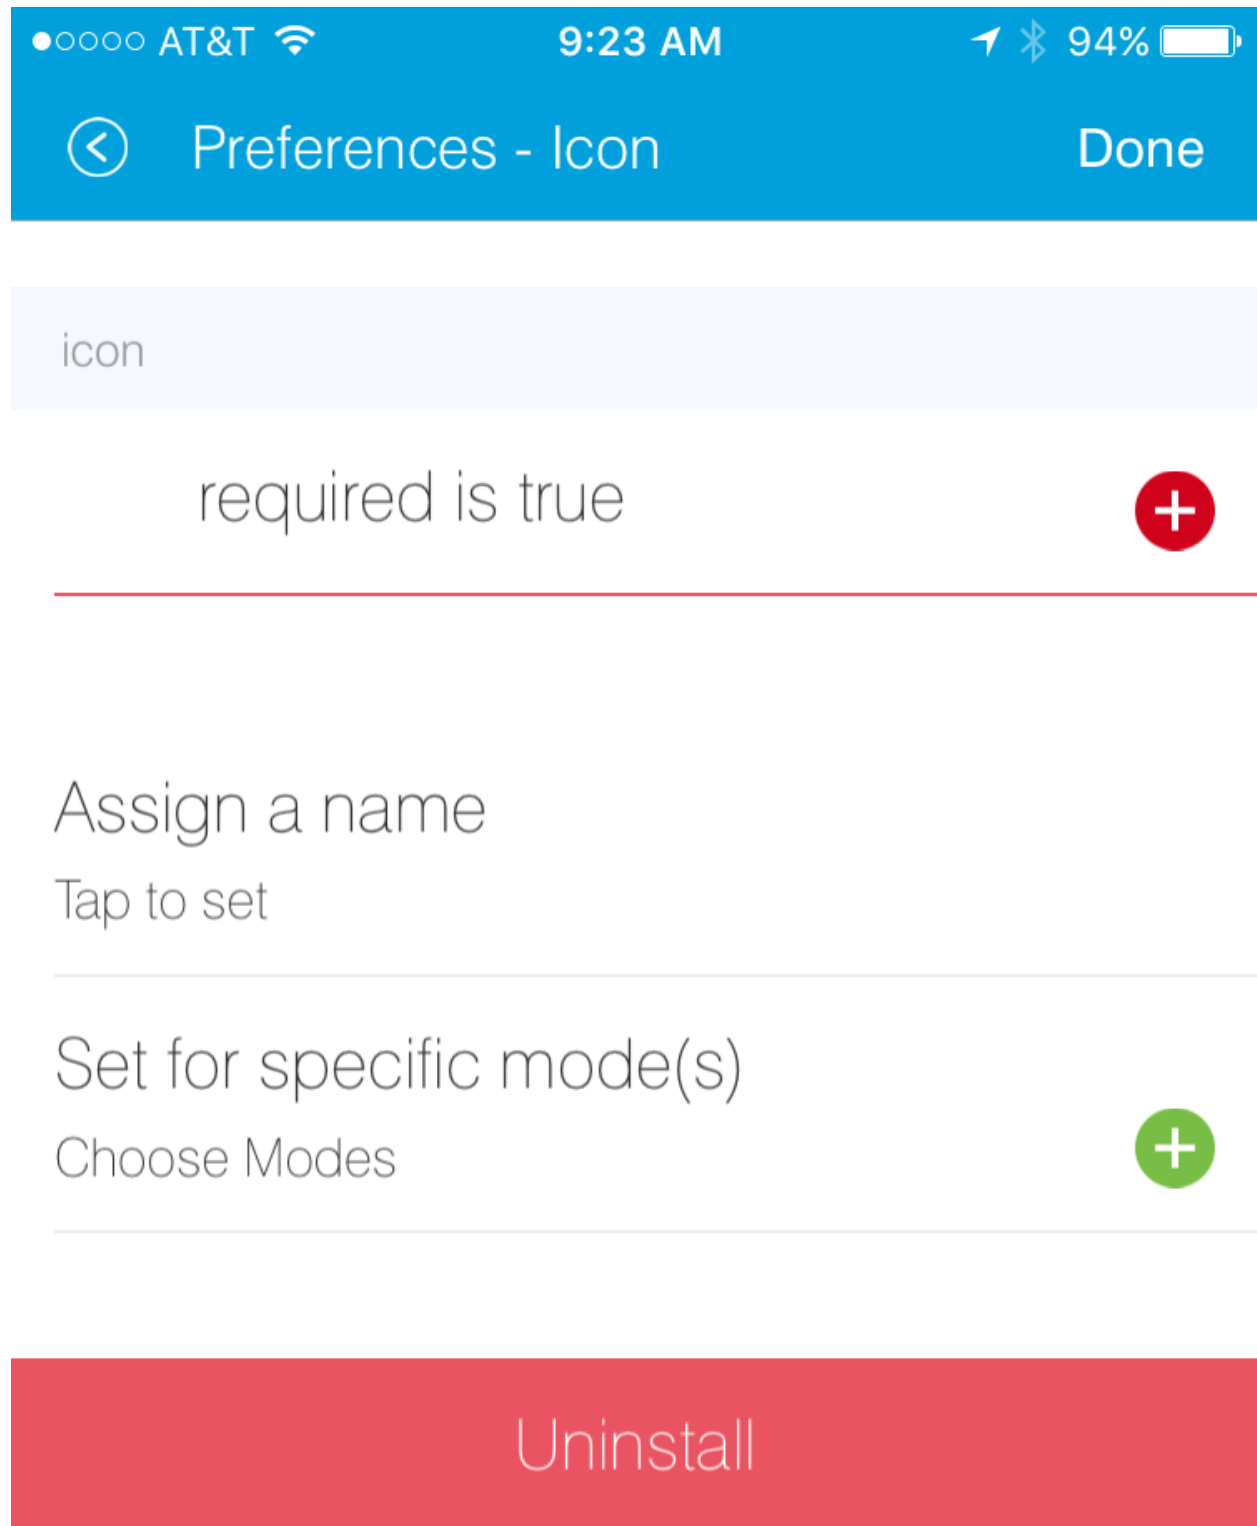 AT&T 9:23 AM 94%
Preferences - Icon Done
icon
required is true
Assign a name
Tap to set
Set for specific mode(s)
Choose Modes
Uninstall